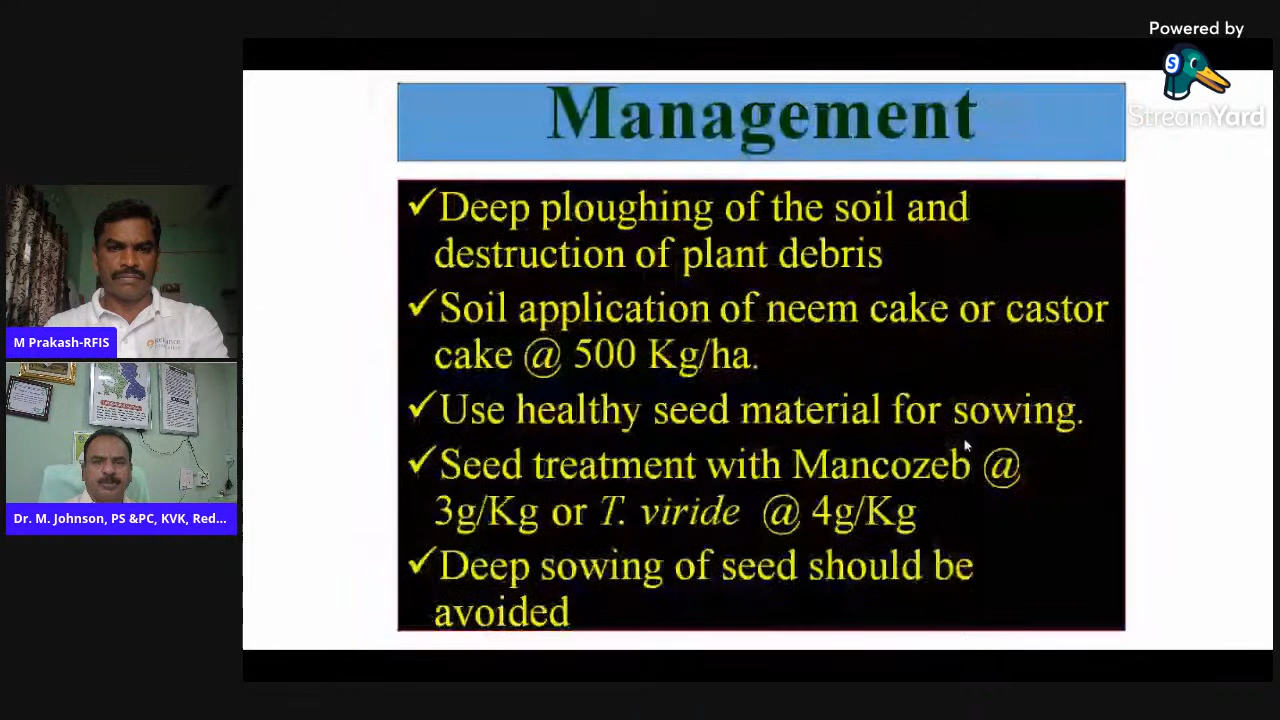 Powered by
StreamYard
Management
✓Deep ploughing of the soil and
destruction of plant debris
✓Soil application of neem cake or castor
cake @ 500 Kg/ha.
✓Use healthy seed material for sowing.
✓Seed treatment with Mancozeb @
3g/Kg or T. viride @ 4g/Kg
✓Deep sowing of seed should be
avoided
M Prakash-RFIS
Dr. M. Johnson, PS &PC, KVK, Red...